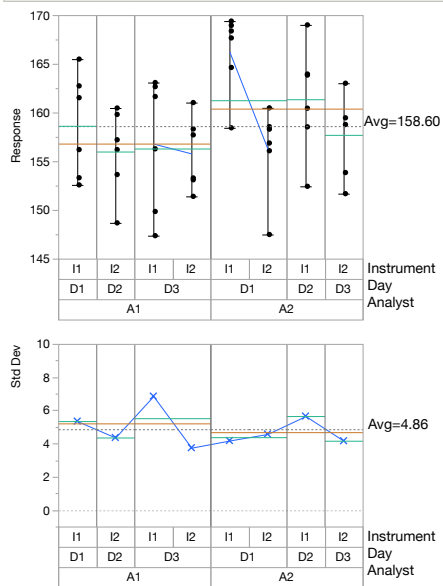 170
165
160
155
150
145
Response
Avg=158.60
I1 I2 I1 I2 I1 I2 I1 I2 Instrument
D1 D2 D3 D1 D2 D3 Day
A1 A2 Analyst
10
8
6
4
2
0
Std Dev
Avg=4.86
I1 I2 I1 I2 I1 I2 I1 I2 Instrument
D1 D2 D3 D1 D2 D3 Day
A1 A2 Analyst